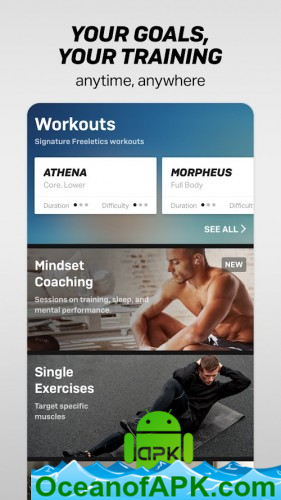 YOUR GOALS,
YOUR TRAINING
anytime, anywhere
Workouts
Signature Freeletics workouts
ATHENA
Core, Lower
Duration
Difficulty
MORPHEUS
Full Body
Duration
Difficulty
SEE ALL
Mindset
Coaching
NEW
Sessions on training, sleep, and
mental performance.
Single
Exercises
Target specific
muscles
APK
OceanofAPK.com